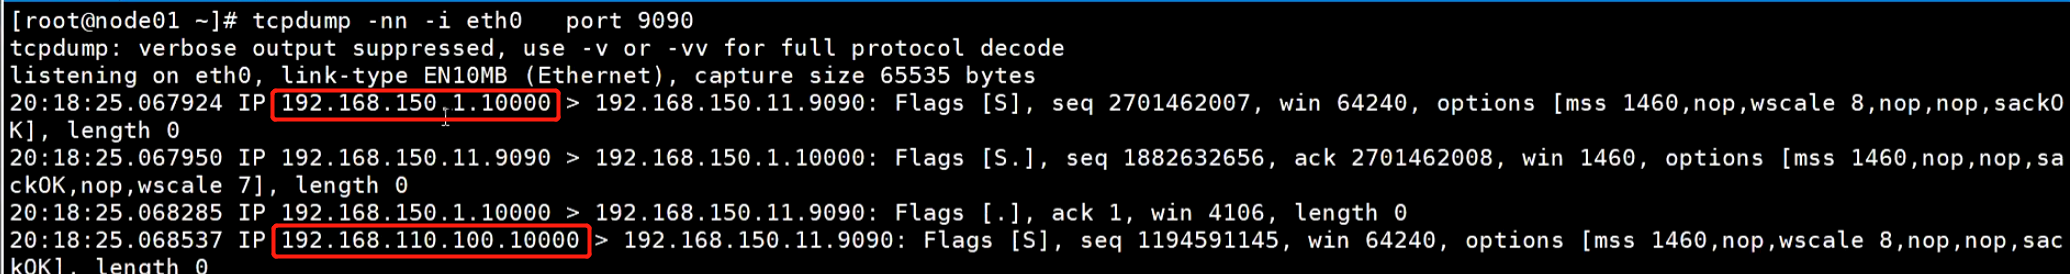 [root@node01 ~]# tcpdump -nn -i eth0   port 9090
tcpdump: verbose output suppressed, use -v or -vv for full protocol decode
listening on eth0, link-type EN10MB (Ethernet), capture size 65535 bytes
20:18:25.067924 IP 192.168.150.1.10000 > 192.168.150.11.9090: Flags [S], seq 2701462007, win 64240, options [mss 1460,nop,wscale 8,nop,nop,sackO
K], length 0
20:18:25.067950 IP 192.168.150.11.9090 > 192.168.150.1.10000: Flags [S.], seq 1882632656, ack 2701462008, win 1460, options [mss 1460,nop,nop,sa
ckOK,nop,wscale 7], length 0
20:18:25.068285 IP 192.168.150.1.10000 > 192.168.150.11.9090: Flags [.], ack 1, win 4106, length 0
20:18:25.068537 IP 192.168.110.100.10000 > 192.168.150.11.9090: Flags [S], seq 1194591145, win 64240, options [mss 1460,nop,wscale 8,nop,nop,sac
kOK], length 0